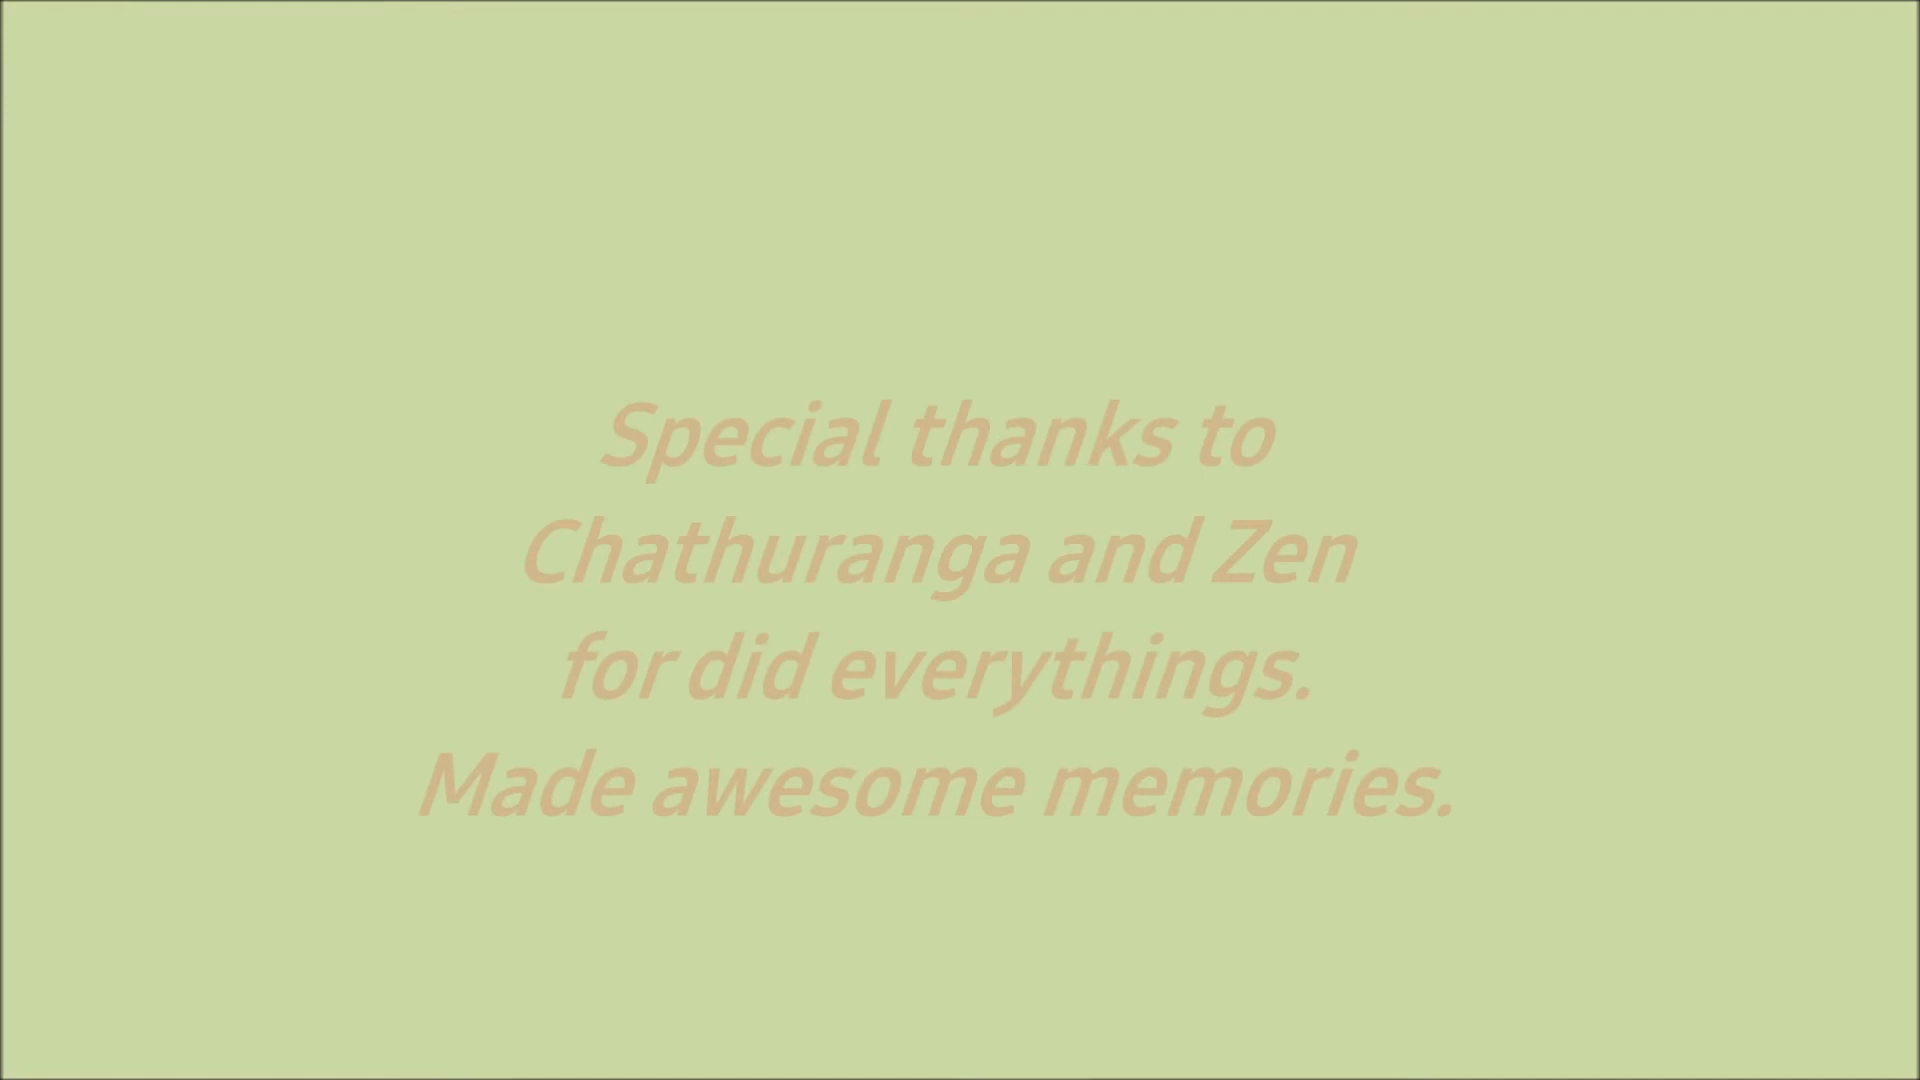 Special thanks to
Chathuranga and Zen
for did everythings.
Made awesome memories.